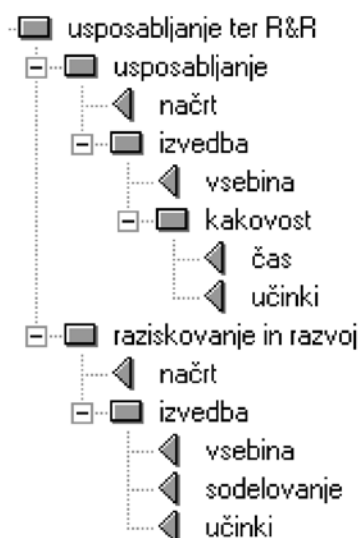 usposabljanje ter R&R
usposabljanje
načrt
izvedba
vsebina
kakovost
čas
učinki
raziskovanje in razvoj
načrt
izvedba
vsebina
sodelovanje
učinki